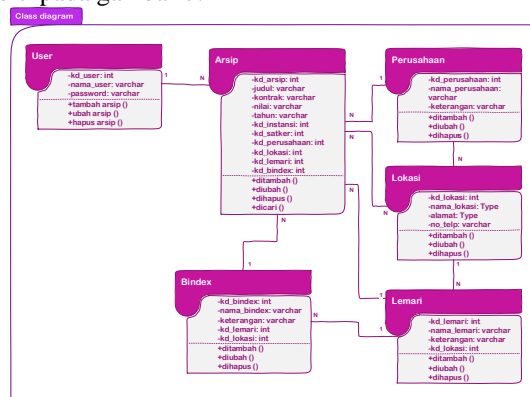 Class diagram
User
-kd_user: int
-nama_user: varchar
-password: varchar
+tambah arsip ()
+ubah arsip ()
+hapus arsip ()
1
N
Arsip
-kd_arsip: int
-judul: varchar
-kontrak: varchar
-nilai: varchar
-tahun: varchar
-kd_instansi: int
-kd_satker: int
-kd_perusahaan: int
-kd_lokasi: int
-kd_lemari: int
-kd_bindex: int
+ditambah ()
+diubah ()
+dihapus ()
+dicari ()
N
N
N
N
1
Perusahaan
-kd_perusahaan: int
-nama_perusahaan:
varchar
-keterangan: varchar
+ditambah ()
+diubah ()
+dihapus ()
N
N
Lokasi
-kd_lokasi: int
-nama_lokasi: Type
-alamat: Type
-no_telp: varchar
+ditambah ()
+diubah ()
+dihapus ()
1
N
1
Bindex
-kd_bindex: int
-nama_bindex: varchar
-keterangan: varchar
-kd_lemari: int
-kd_lokasi: int
+ditambah ()
+diubah ()
+dihapus ()
N
1
1
Lemari
-kd_lemari: int
-nama_lemari: varchar
-keterangan: varchar
-kd_lokasi: int
+ditambah ()
+diubah ()
+dihapus ()